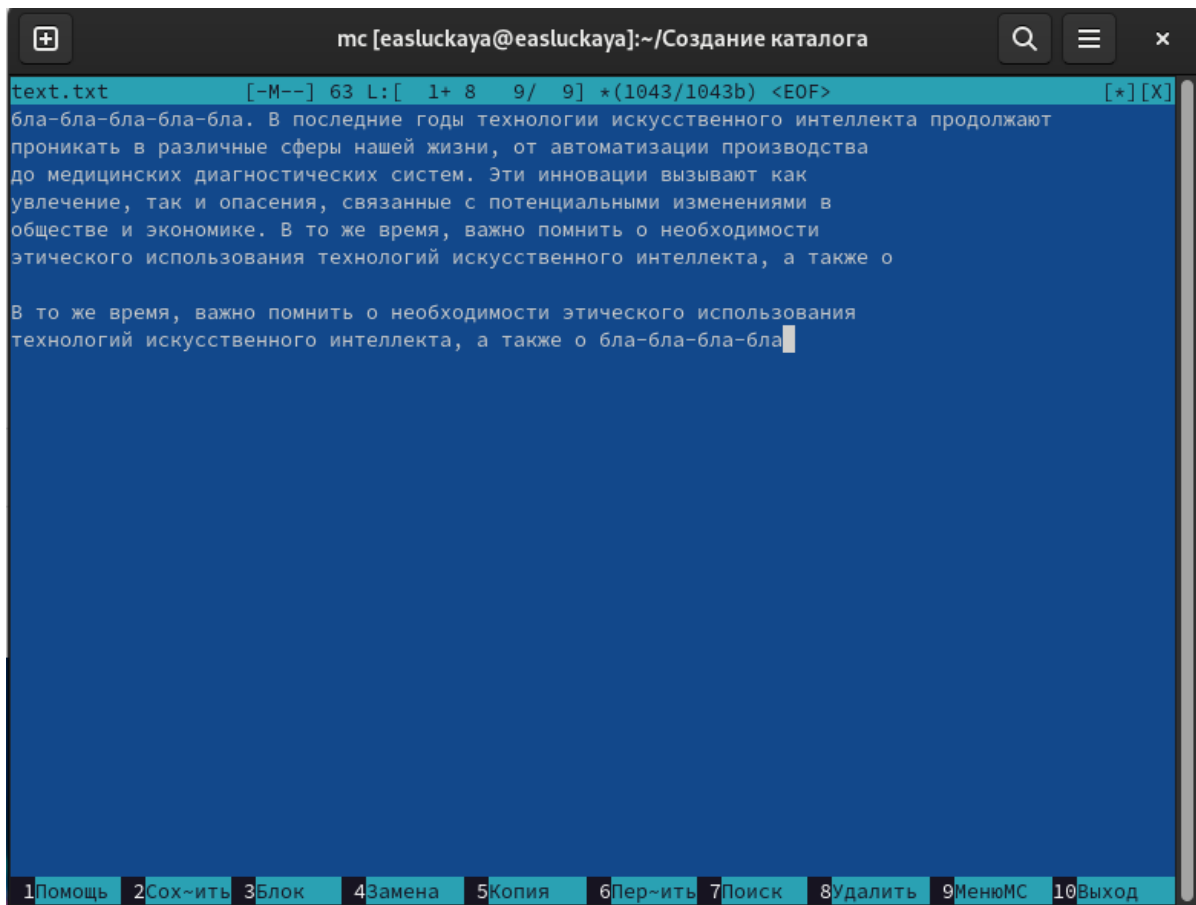 mc [easluckaya@easluckaya]:~/Создание каталога
text.txt [-M--] 63 L:[ 1+ 8 9/ 9] *(1043/1043b) <EOF> [*][X]
бла-бла-бла-бла-бла. В последние годы технологии искусственного интеллекта продолжают
проникать в различные сферы нашей жизни, от автоматизации производства
до медицинских диагностических систем. Эти инновации вызывают как
увлечение, так и опасения, связанные с потенциальными изменениями в
обществе и экономике. В то же время, важно помнить о необходимости
этического использования технологий искусственного интеллекта, а также о
В то же время, важно помнить о необходимости этического использования
технологий искусственного интеллекта, а также о бла-бла-бла-бла
1Помощь 2Сох~ить 3Блок 4Замена 5Копия 6Пер~ить 7Поиск 8Удалить 9МенюМС 10Выход